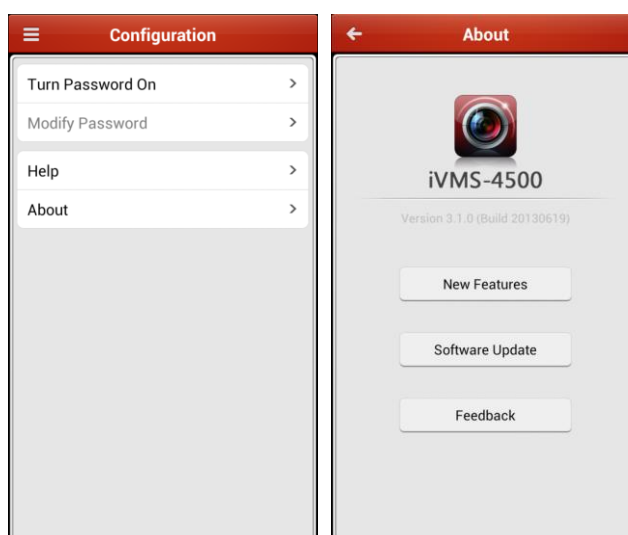 Configuration
Turn Password On
Modify Password
Help
About
About
iVMS-4500
Version 3.1.0 (Build 20130619)
New Features
Software Update
Feedback